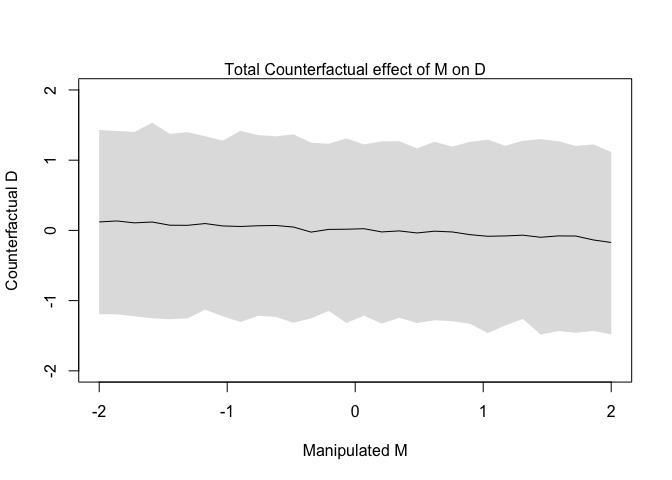 Total Counterfactual effect of M on D
2
1
0
-1
-2
Counterfactual D
-2 -1 0 1 2
Manipulated M